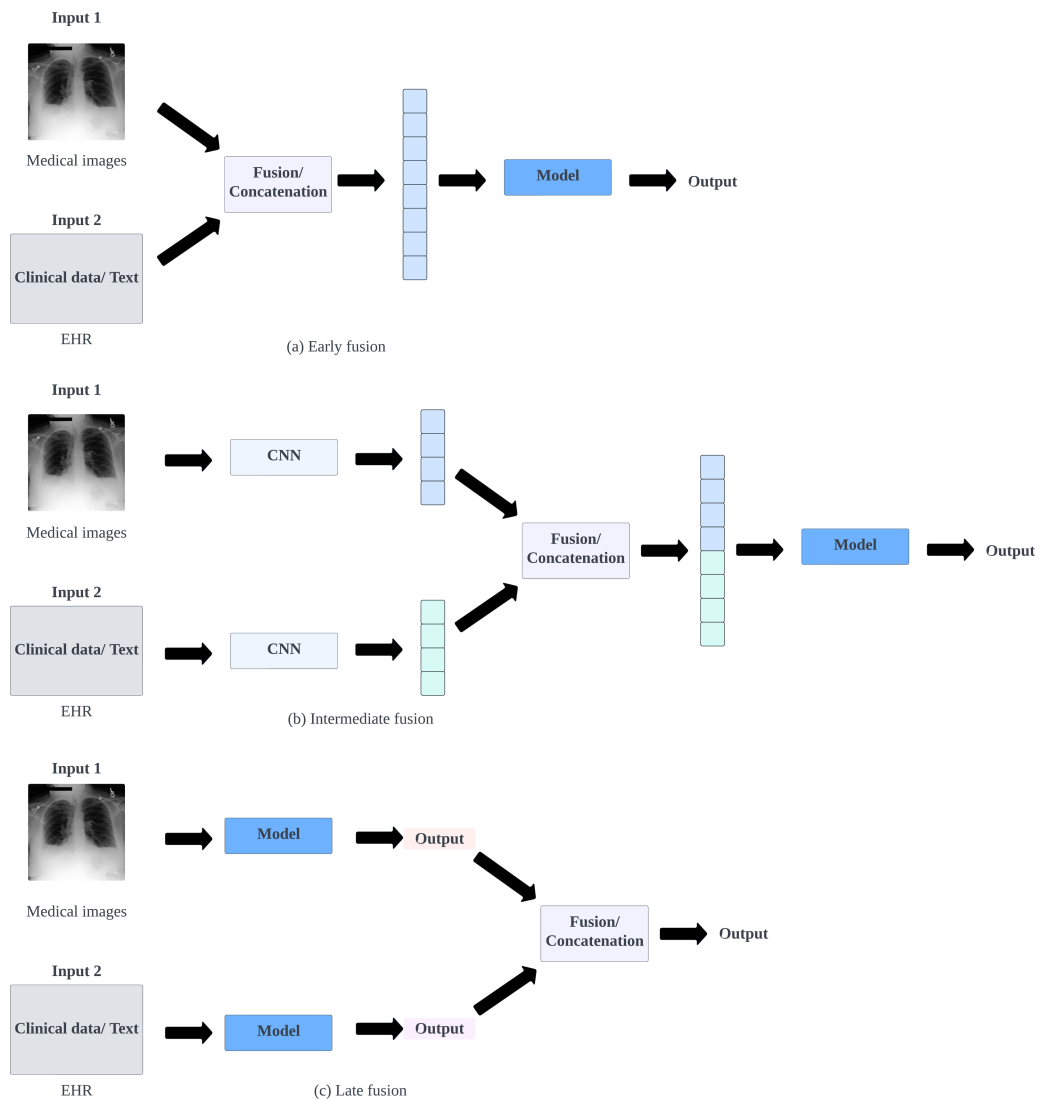 Input 1
Medical images
Input 2
Clinical data/ Text
EHR
Fusion/
Concatenation
Model
Output
(a) Early fusion
Input 1
Medical images
CNN
Input 2
Clinical data/ Text
EHR
CNN
Fusion/
Concatenation
Model
Output
(b) Intermediate fusion
Input 1
Medical images
Model
Output
Input 2
Clinical data/ Text
EHR
Model
Output
Fusion/
Concatenation
Output
(c) Late fusion